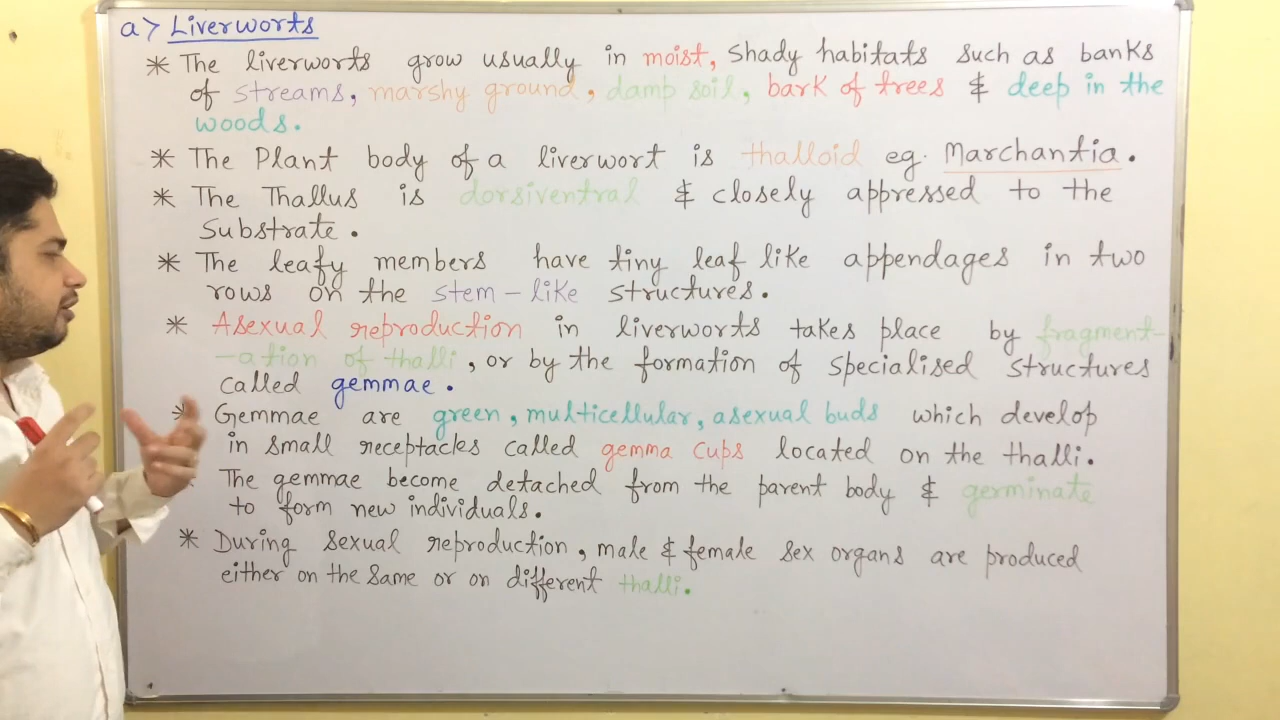 a> Liverworts
* The liverworts grow usually in moist, shady habitats such as banks
of streams, marshy ground, damp soil, bark of trees & deep in the
woods.
* The Plant body of a liverwort is thalloid eg. Marchantia.
* The Thallus is dorsiventral & closely appressed to the
substrate.
* The leafy members have tiny leaf like appendages in two
rows on the stem-like structures.
* Asexual reproduction in liverworts takes place by fragment-
-ation of thalli, or by the formation of specialised structures
called gemmae.
* Gemmae are green, multicellular, asexual buds which develop
in small receptacks called gemma cups located on the thalli.
The gemmae become detached from the parent body & germinate
to form new individuals.
* During sexual reproduction, male & female sex organs are produced
either on the same or on different thalli.